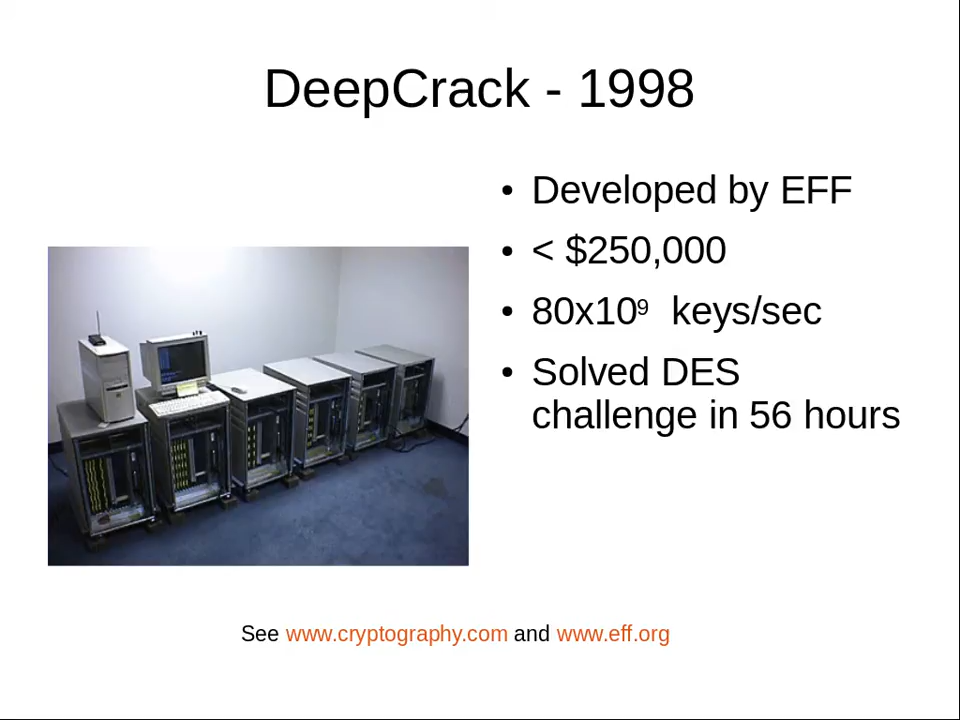 DeepCrack - 1998
• Developed by EFF
• < $250,000
• 80x10⁹ keys/sec
• Solved DES
challenge in 56 hours
See www.cryptography.com and www.eff.org